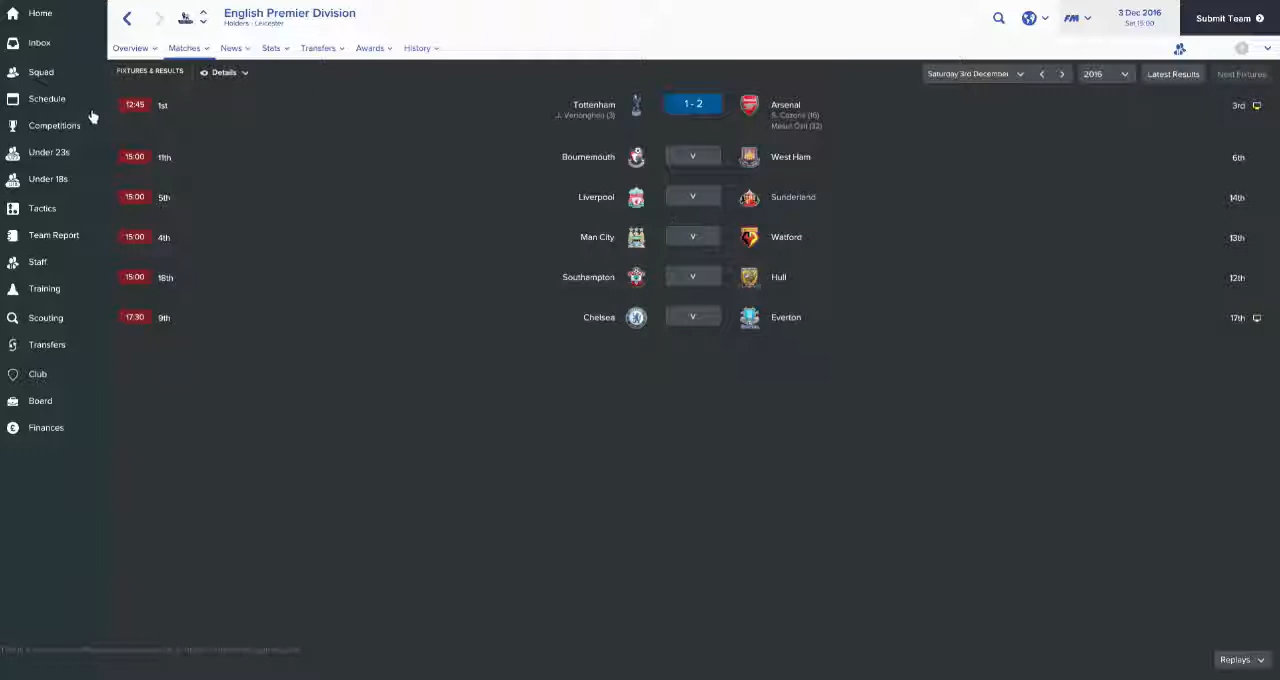 Home
Inbox
Squad
Schedule
Competitions
Under 23s
Under 18s
Tactics
Team Report
Staff
Training
Scouting
Transfers
Club
Board
Finances
English Premier Division
Holders - Leicester
FM
3 Dec 2016
Sat 15:00
Submit Team
Overview Matches News Stats Transfers Awards History
FIXTURES & RESULTS Details Saturday 3rd December 2016 Latest Results Next Fixtures
12:45 1st Tottenham 1 - 2 Arsenal 3rd
J. Vertonghen (3) S. Cazorla (16)
Mesut Özil (32)
15:00 11th Bournemouth v West Ham 6th
15:00 5th Liverpool v Sunderland 14th
15:00 4th Man City v Watford 13th
15:00 18th Southampton v Hull 12th
17:30 9th Chelsea v Everton 17th
Replays